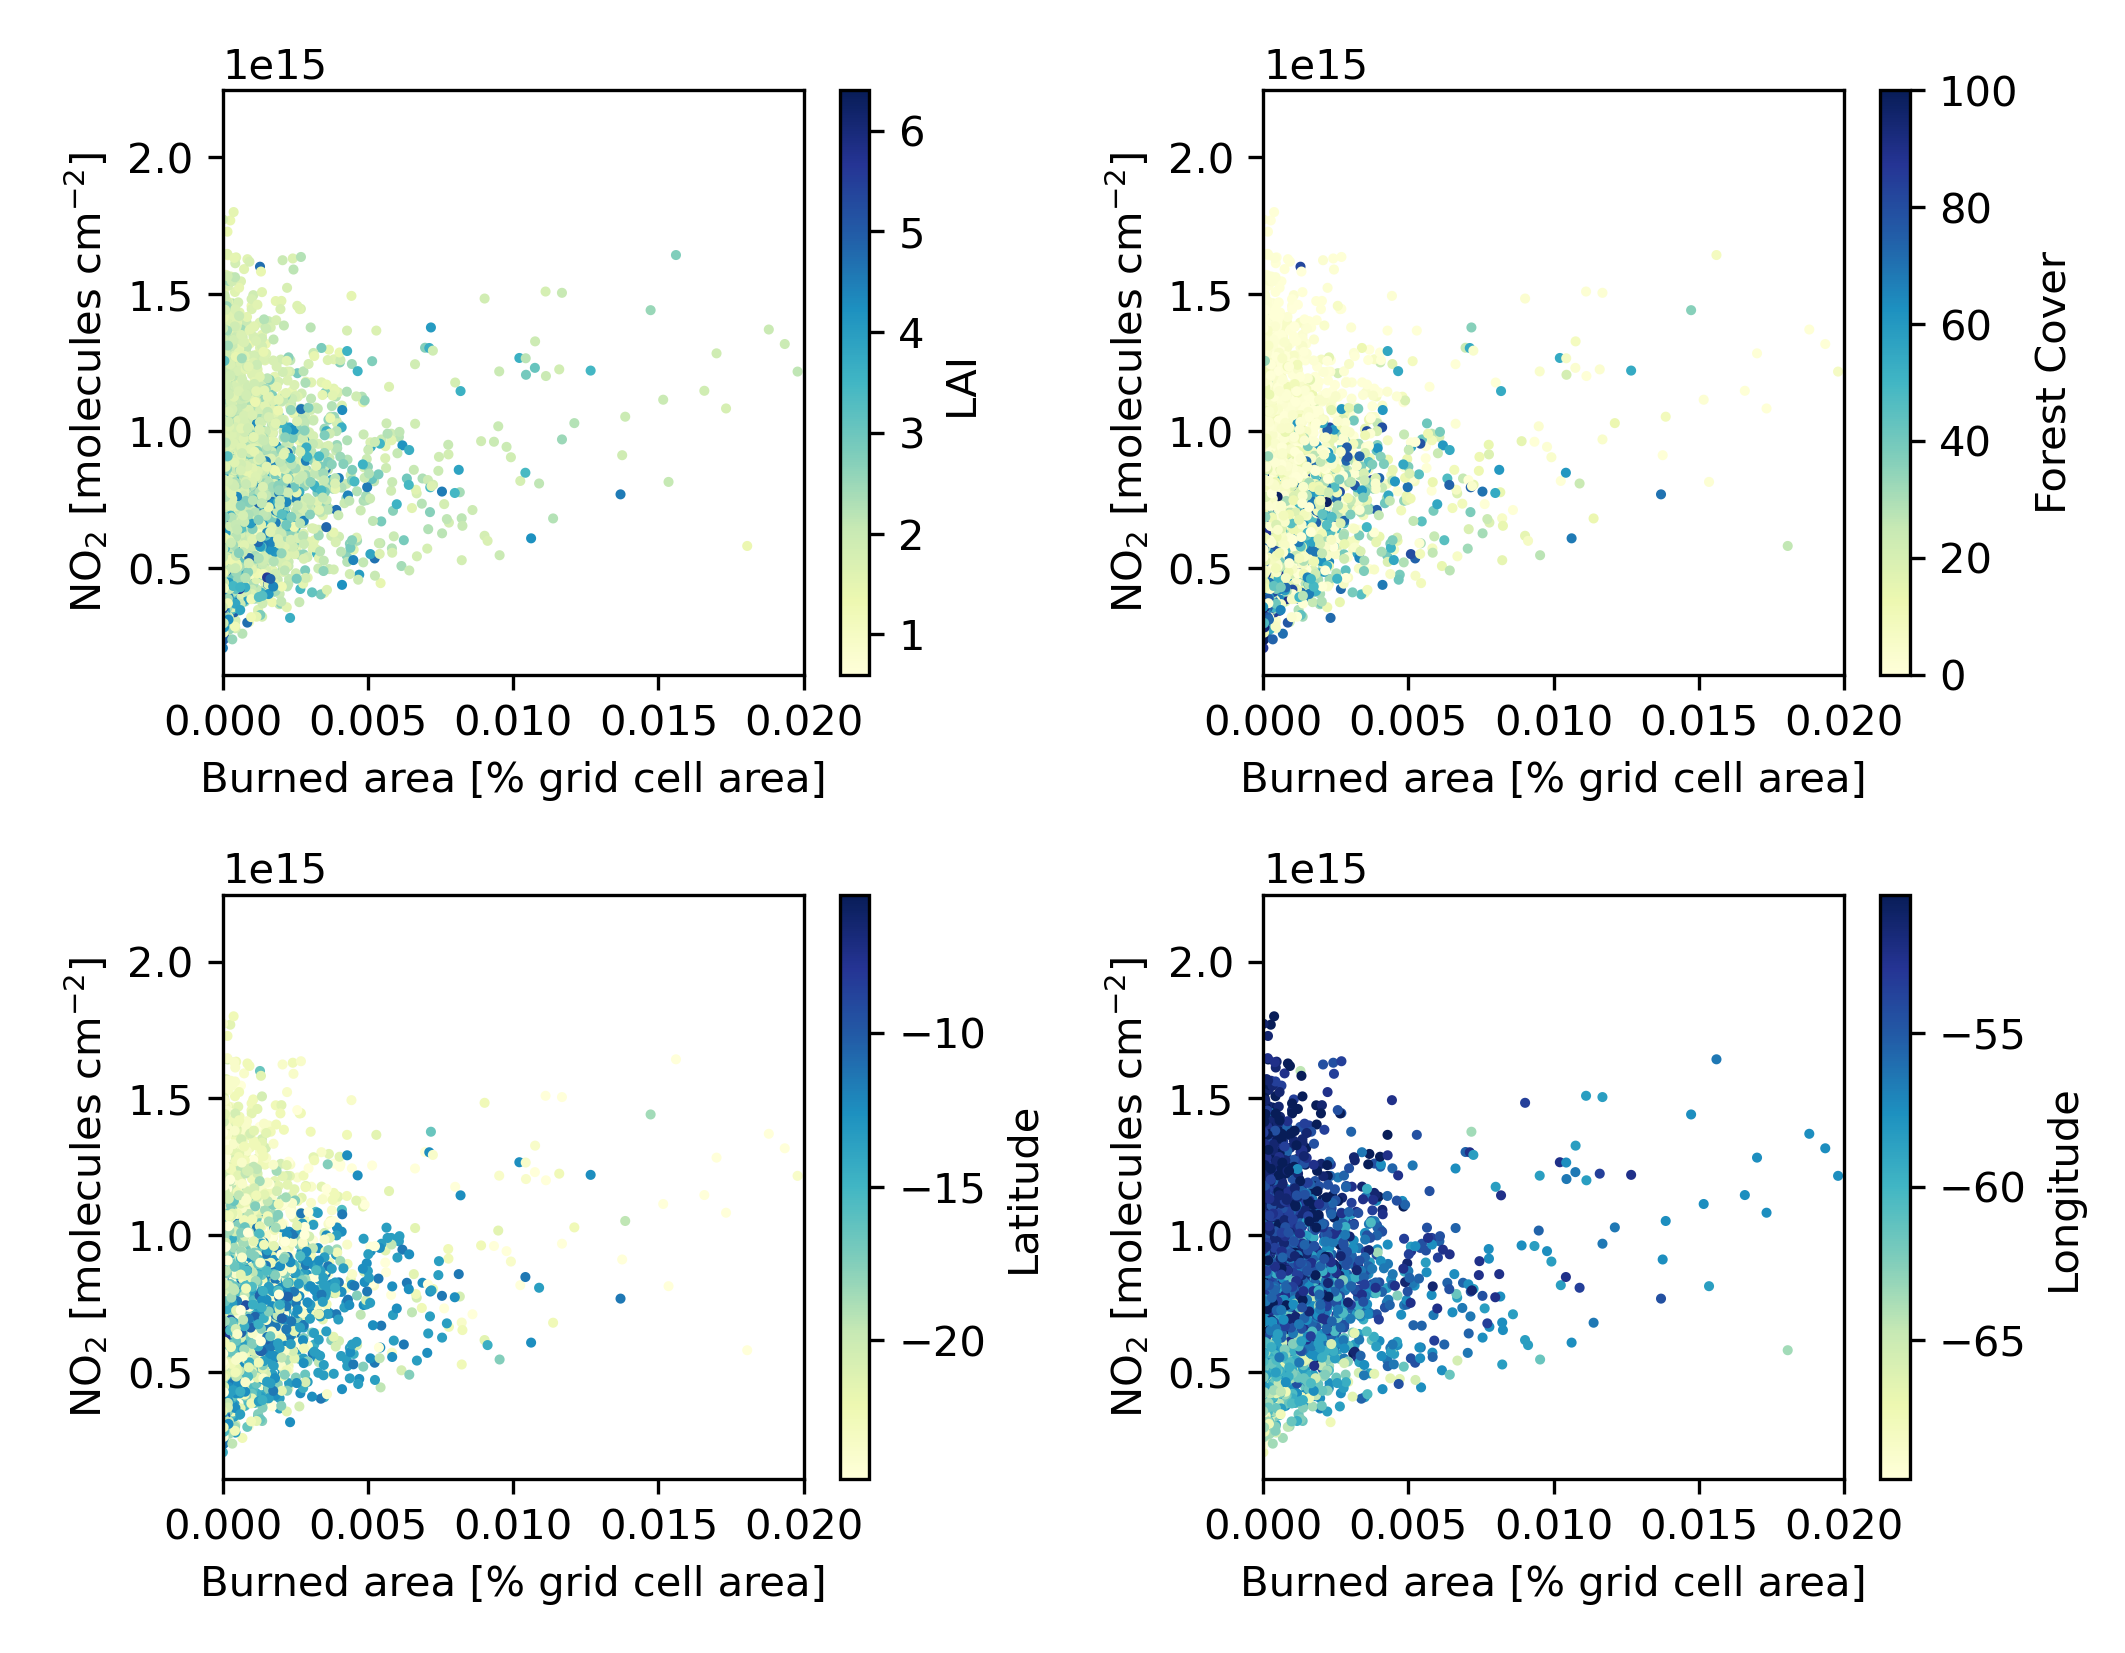 1e15
2.0
1.5
1.0
0.5
NO₂ [molecules cm⁻²]
0.000 0.005 0.010 0.015 0.020
Burned area [% grid cell area]
6
5
4
3
2
1
LAI
1e15
2.0
1.5
1.0
0.5
NO₂ [molecules cm⁻²]
0.000 0.005 0.010 0.015 0.020
Burned area [% grid cell area]
100
80
60
40
20
0
Forest Cover
1e15
2.0
1.5
1.0
0.5
NO₂ [molecules cm⁻²]
0.000 0.005 0.010 0.015 0.020
Burned area [% grid cell area]
−10
−15
−20
Latitude
1e15
2.0
1.5
1.0
0.5
NO₂ [molecules cm⁻²]
0.000 0.005 0.010 0.015 0.020
Burned area [% grid cell area]
−55
−60
−65
Longitude